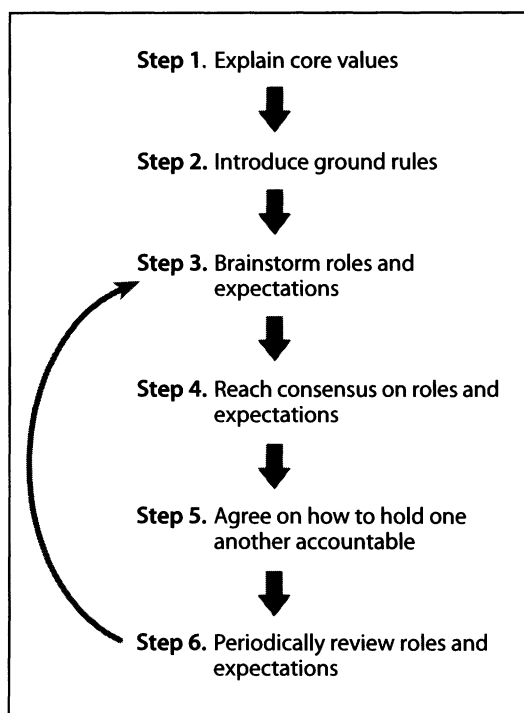 Step 1. Explain core values
Step 2. Introduce ground rules
Step 3. Brainstorm roles and
expectations
Step 4. Reach consensus on roles and
expectations
Step 5. Agree on how to hold one
another accountable
Step 6. Periodically review roles and
expectations